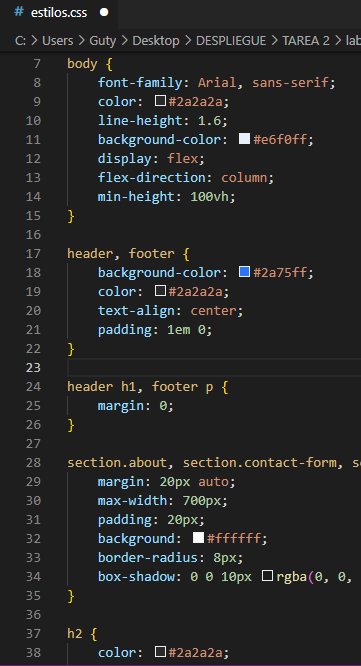 # estilos.css
C: > Users > Guty > Desktop > DESPLIEGUE > TAREA 2 > lab
7 body {
8 font-family: Arial, sans-serif;
9 color: #2a2a2a;
10 line-height: 1.6;
11 background-color: #e6f0ff;
12 display: flex;
13 flex-direction: column;
14 min-height: 100vh;
15 }
16
17 header, footer {
18 background-color: #2a75ff;
19 color: #2a2a2a;
20 text-align: center;
21 padding: 1em 0;
22 }
23
24 header h1, footer p {
25 margin: 0;
26 }
27
28 section.about, section.contact-form, se
29 margin: 20px auto;
30 max-width: 700px;
31 padding: 20px;
32 background: #ffffff;
33 border-radius: 8px;
34 box-shadow: 0 0 10px rgba(0, 0,
35 }
36
37 h2 {
38 color: #2a2a2a;